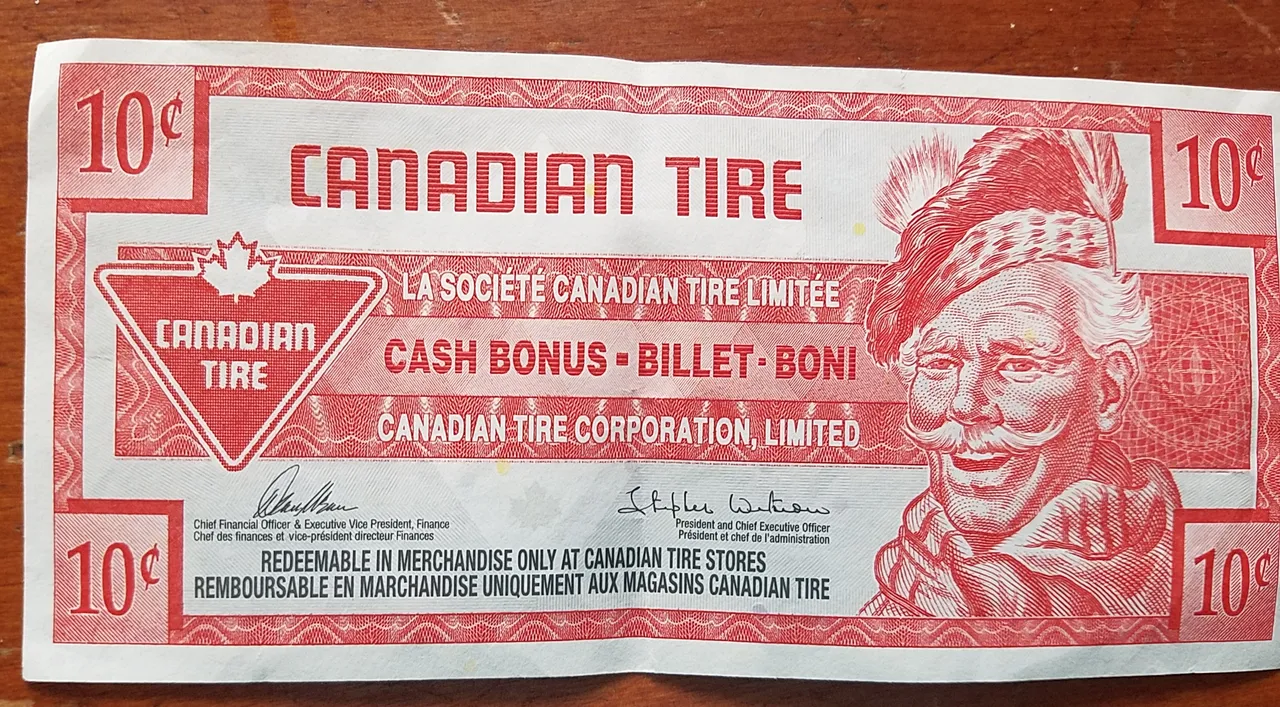 10¢
10¢
CANADIAN TIRE
LA SOCIÉTÉ CANADIAN TIRE LIMITÉE
CANADIAN
TIRE
CASH BONUS - BILLET - BONI
CANADIAN TIRE CORPORATION, LIMITED
Chief Financial Officer & Executive Vice President, Finance
Chef des finances et vice-président directeur Finances
President and Chief Executive Officer
Président et chef de l'administration
REDEEMABLE IN MERCHANDISE ONLY AT CANADIAN TIRE STORES
REMBOURSABLE EN MARCHANDISE UNIQUEMENT AUX MAGASINS CANADIAN TIRE
10¢
10¢